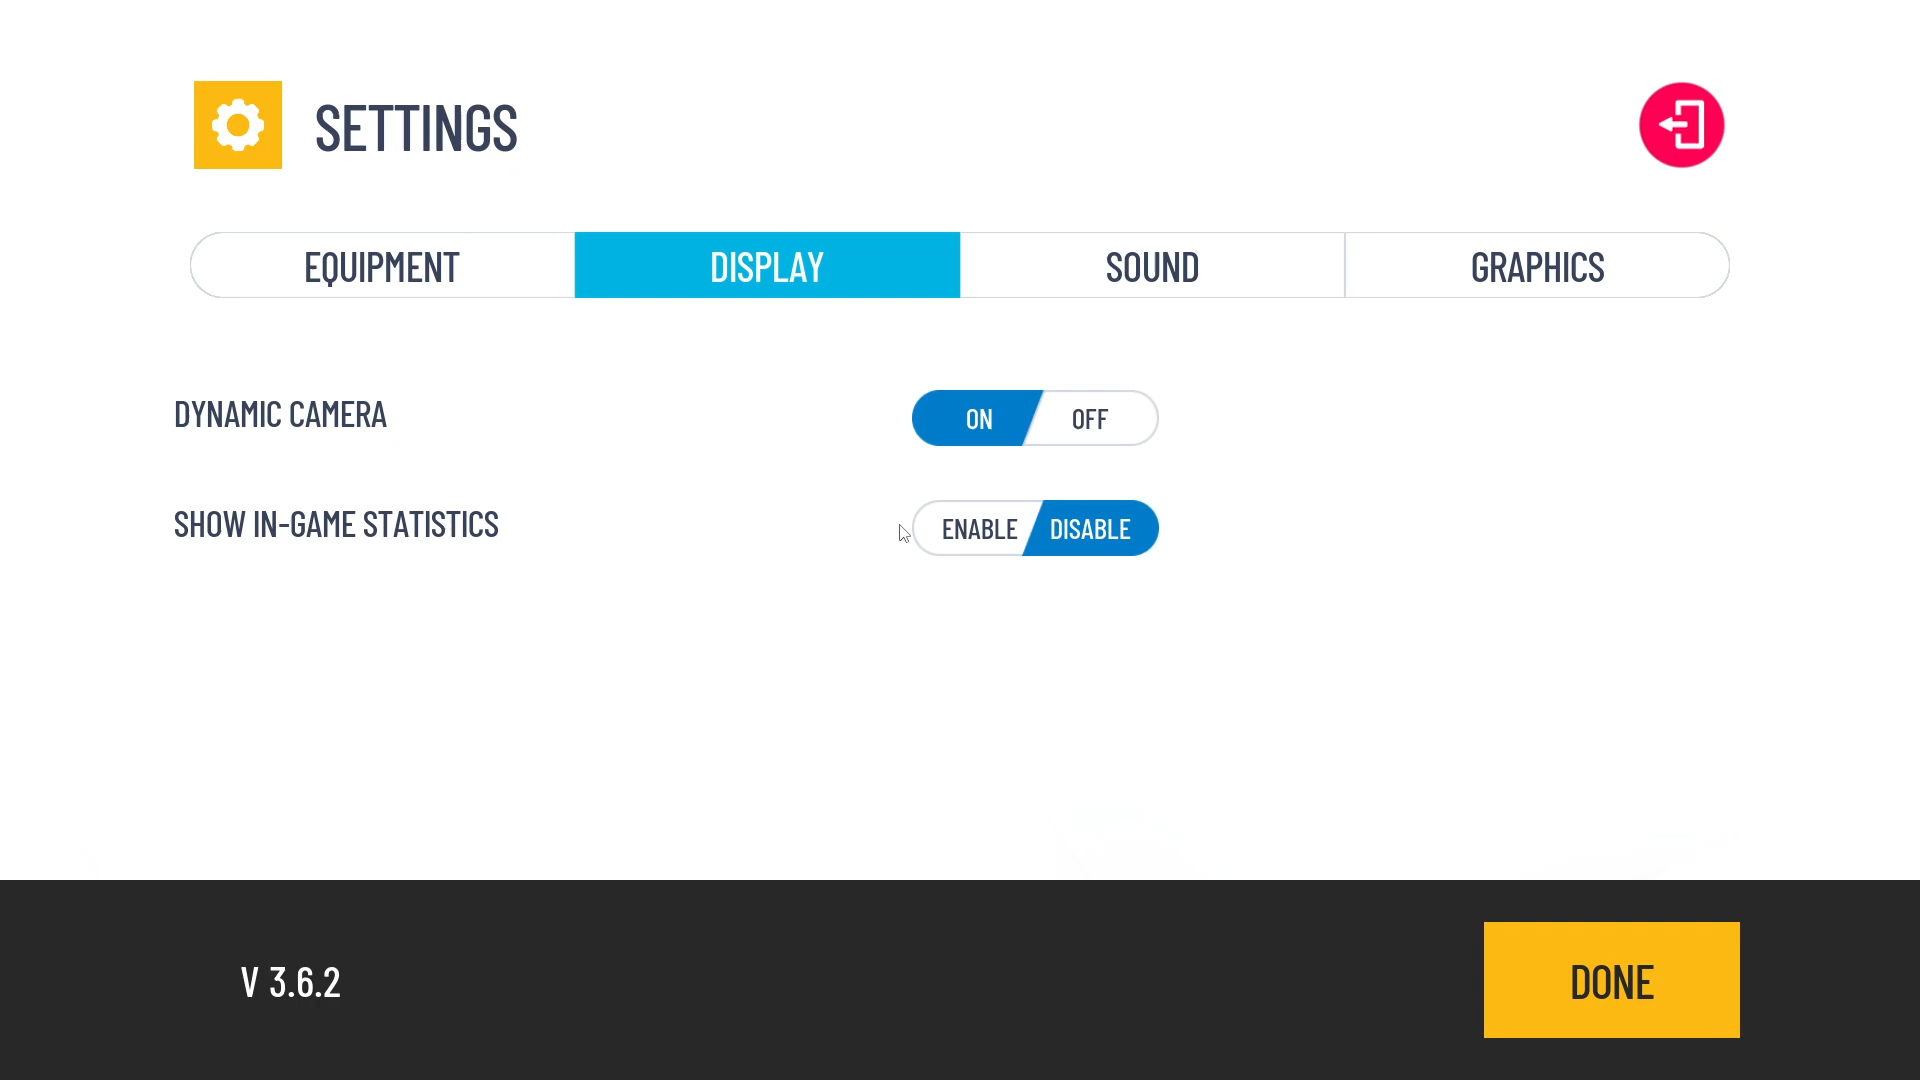 SETTINGS
EQUIPMENT DISPLAY SOUND GRAPHICS
DYNAMIC CAMERA ON OFF
SHOW IN-GAME STATISTICS ENABLE DISABLE
V 3.6.2 DONE